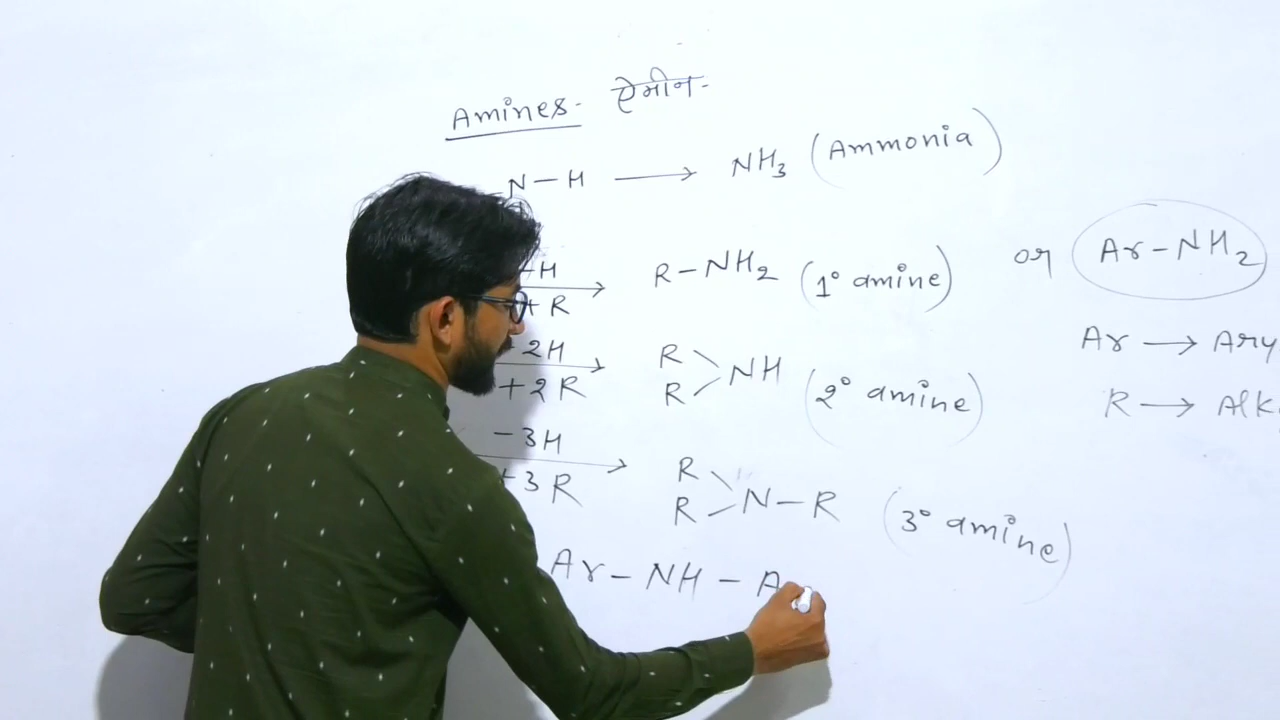 Amines- ऐमीन-
N-H ⟶ NH₃ (Ammonia)
-H
+R ⟶ R-NH₂ (1° amine) or Ar-NH₂
Ar ⟶ Ary
-2H
+2R ⟶ R R >NH (2° amine)
R ⟶ Alk
-3H
+3R ⟶ R R >N-R (3° amine)
Ar-NH-A